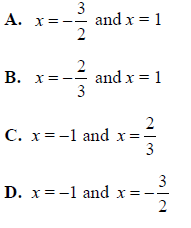 A. x = -3/2 and x = 1
B. x = -2/3 and x = 1
C. x = -1 and x = 2/3
D. x = -1 and x = -3/2